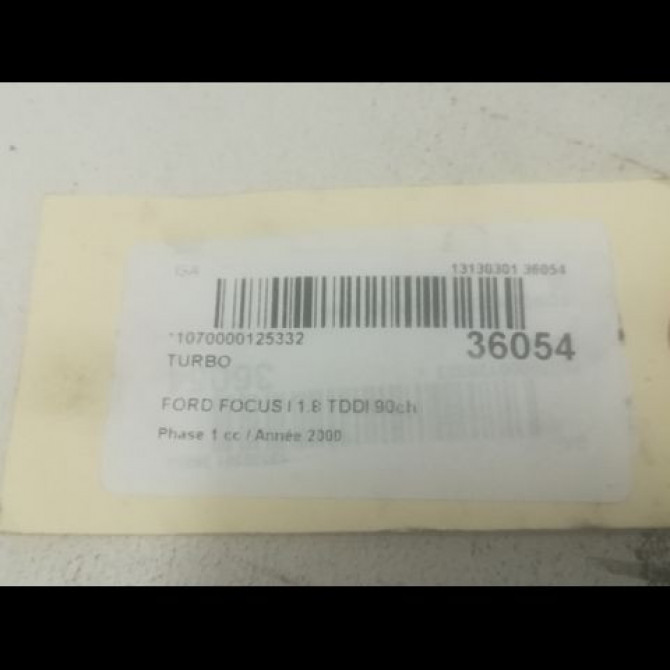 13130301 36054
*1070000125332
36054
TURBO
FORD FOCUS I 1.8 TDDI 90ch
Phase 1 cc / Année 2000